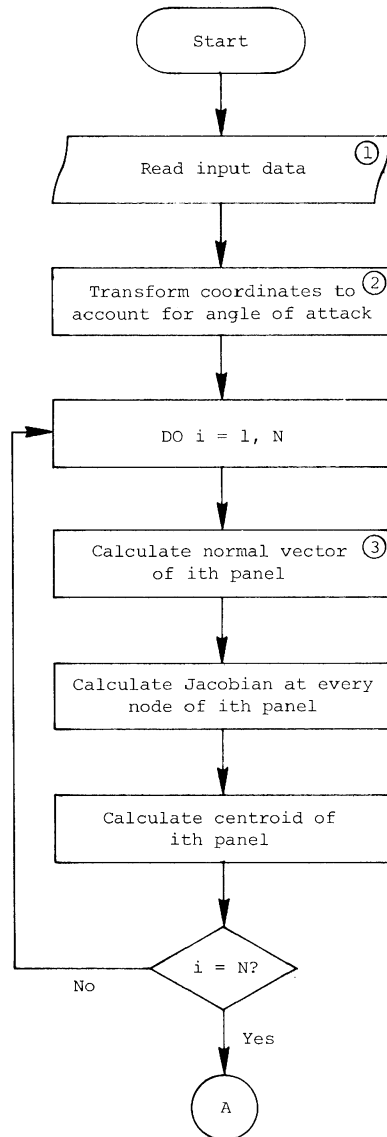 Start
Read input data
①
Transform coordinates to
②
account for angle of attack
DO i = 1, N
Calculate normal vector
③
of ith panel
Calculate Jacobian at every
node of ith panel
Calculate centroid of
ith panel
i = N?
No
Yes
A